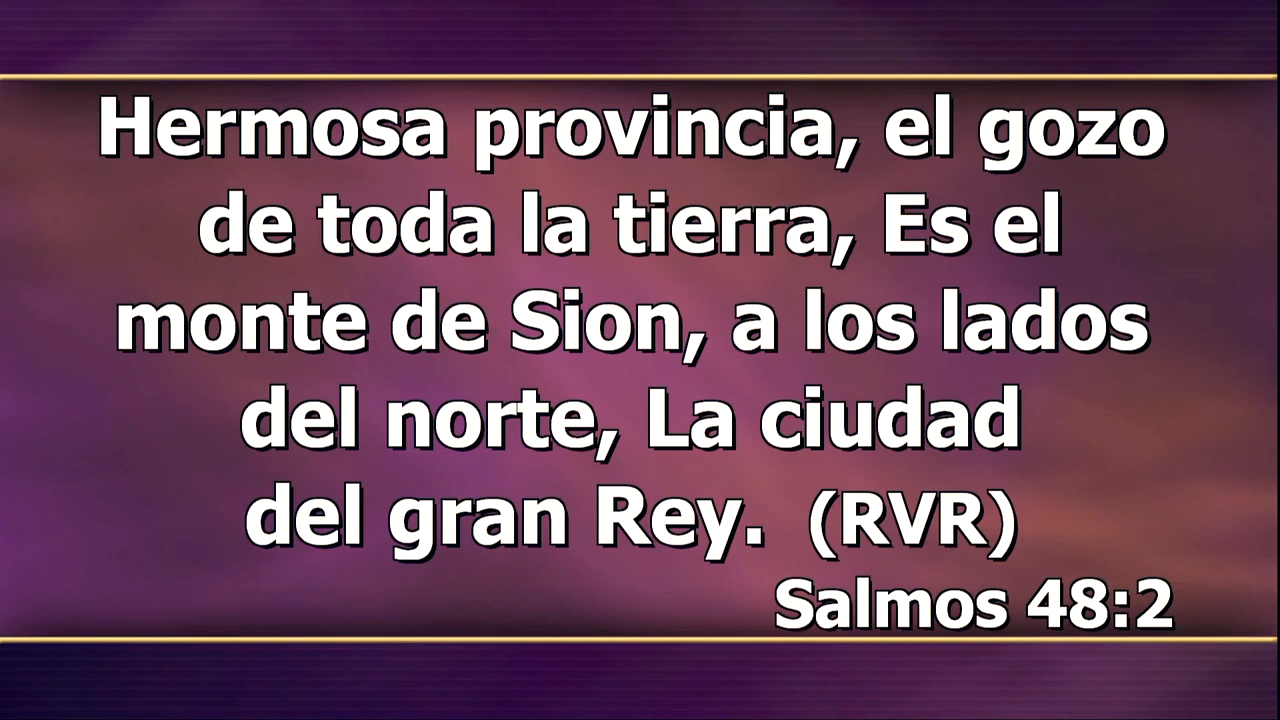 Hermosa provincia, el gozo
de toda la tierra, Es el
monte de Sion, a los lados
del norte, La ciudad
del gran Rey. (RVR)
Salmos 48:2